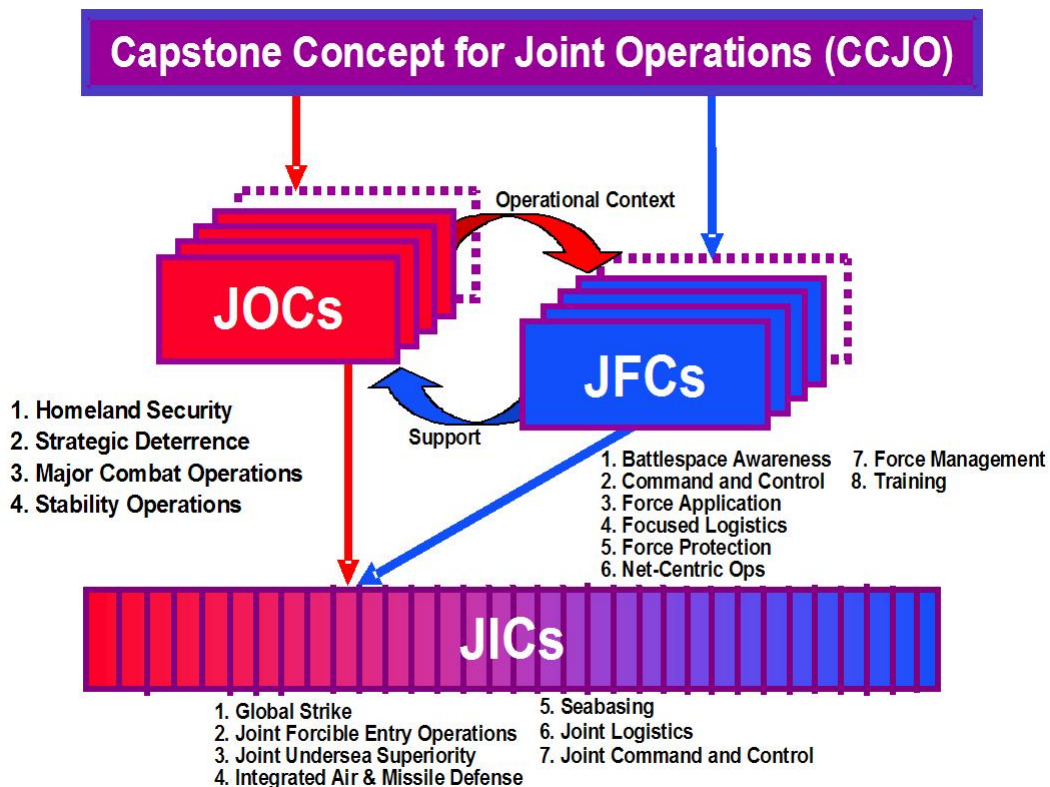 Capstone Concept for Joint Operations (CCJO)
Operational Context
JOCs
JFCs
Support
1. Homeland Security
2. Strategic Deterrence
3. Major Combat Operations
4. Stability Operations
1. Battlespace Awareness
2. Command and Control
3. Force Application
4. Focused Logistics
5. Force Protection
6. Net-Centric Ops
7. Force Management
8. Training
JICs
1. Global Strike
2. Joint Forcible Entry Operations
3. Joint Undersea Superiority
4. Integrated Air & Missile Defense
5. Seabasing
6. Joint Logistics
7. Joint Command and Control